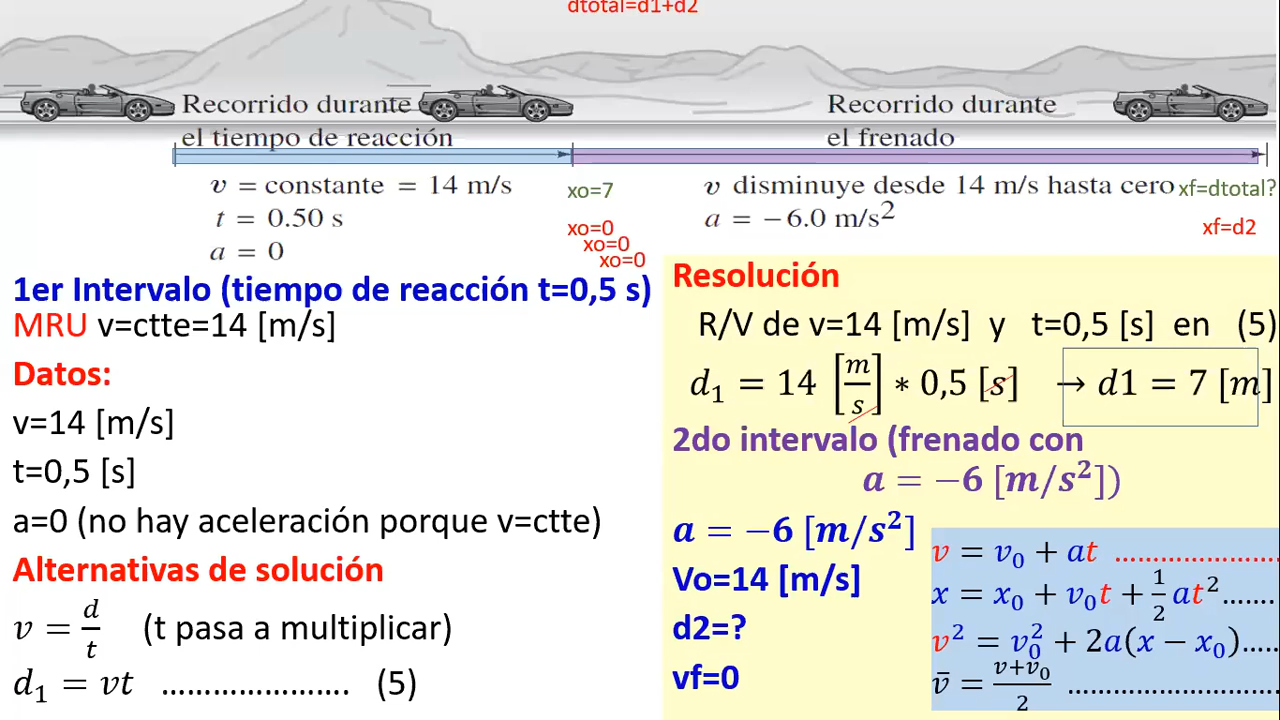 dtotal=d1+d2
Recorrido durante
el tiempo de reacción
Recorrido durante
el frenado
v = constante = 14 m/s
t = 0.50 s
a = 0
xo=7
xo=0
xo=0
xo=0
v disminuye desde 14 m/s hasta cero
a = −6.0 m/s²
xf=dtotal?
xf=d2
1er Intervalo (tiempo de reacción t=0,5 s)
MRU v=ctte=14 [m/s]
Datos:
v=14 [m/s]
t=0,5 [s]
a=0 (no hay aceleración porque v=ctte)
Alternativas de solución
v = d/t (t pasa a multiplicar)
d₁ = vt …………………. (5)
Resolución
R/V de v=14 [m/s] y t=0,5 [s] en (5)
d₁ = 14 [m/s] ∗ 0,5 [s] → d1 = 7 [m]
2do intervalo (frenado con
a = −6 [m/s²])
a = −6 [m/s²]
Vo=14 [m/s]
d2=?
vf=0
v = v₀ + at ……………………
x = x₀ + v₀t + 1/2 at² …….
v² = v₀² + 2a(x − x₀) …..
v̄ = (v+v₀)/2 …………………………